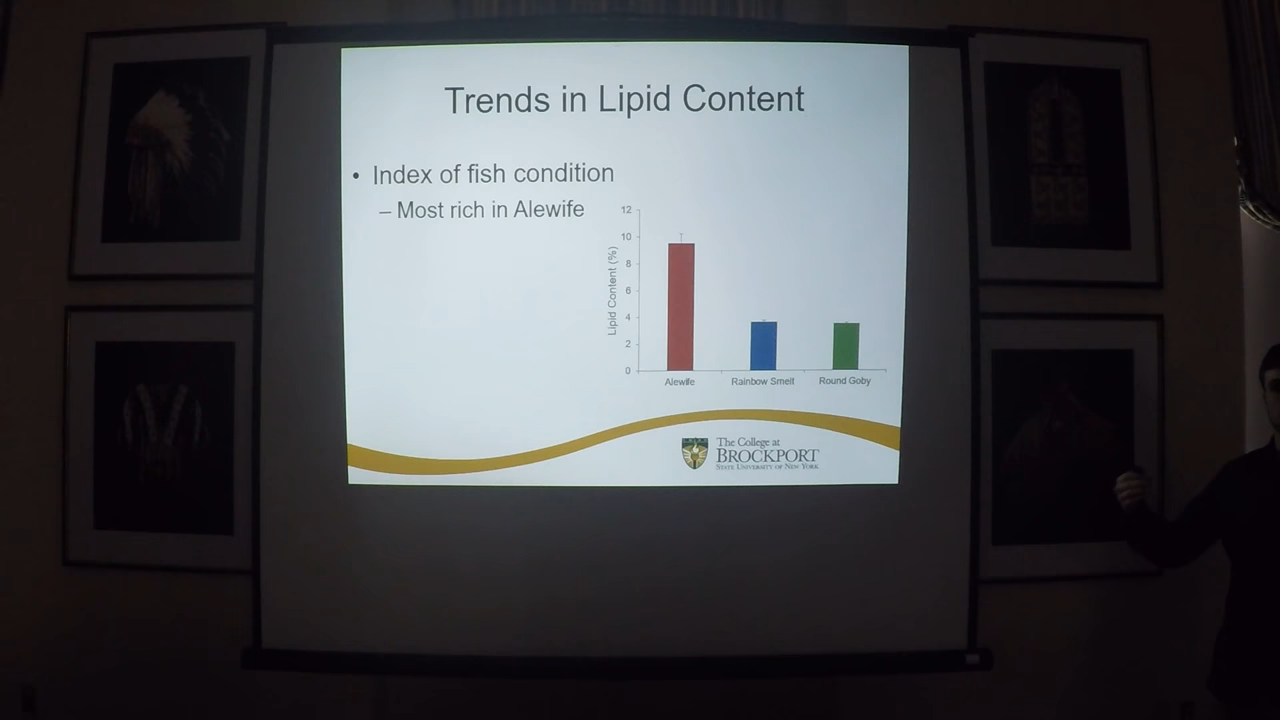 Trends in Lipid Content
• Index of fish condition
– Most rich in Alewife
12
10
8
6
4
2
0
Lipid Content (%)
Alewife
Rainbow Smelt
Round Goby
The College at
BROCKPORT
STATE UNIVERSITY OF NEW YORK